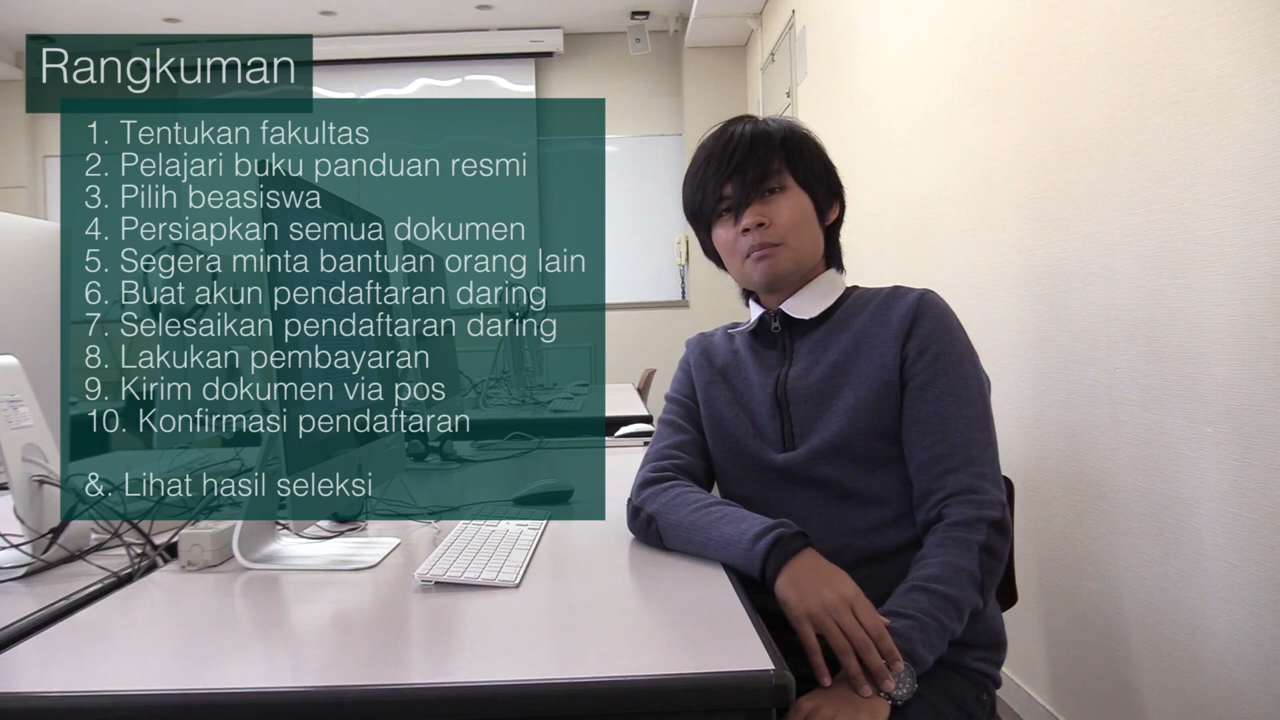 Rangkuman
1. Tentukan fakultas
2. Pelajari buku panduan resmi
3. Pilih beasiswa
4. Persiapkan semua dokumen
5. Segera minta bantuan orang lain
6. Buat akun pendaftaran daring
7. Selesaikan pendaftaran daring
8. Lakukan pembayaran
9. Kirim dokumen via pos
10. Konfirmasi pendaftaran
&. Lihat hasil seleksi